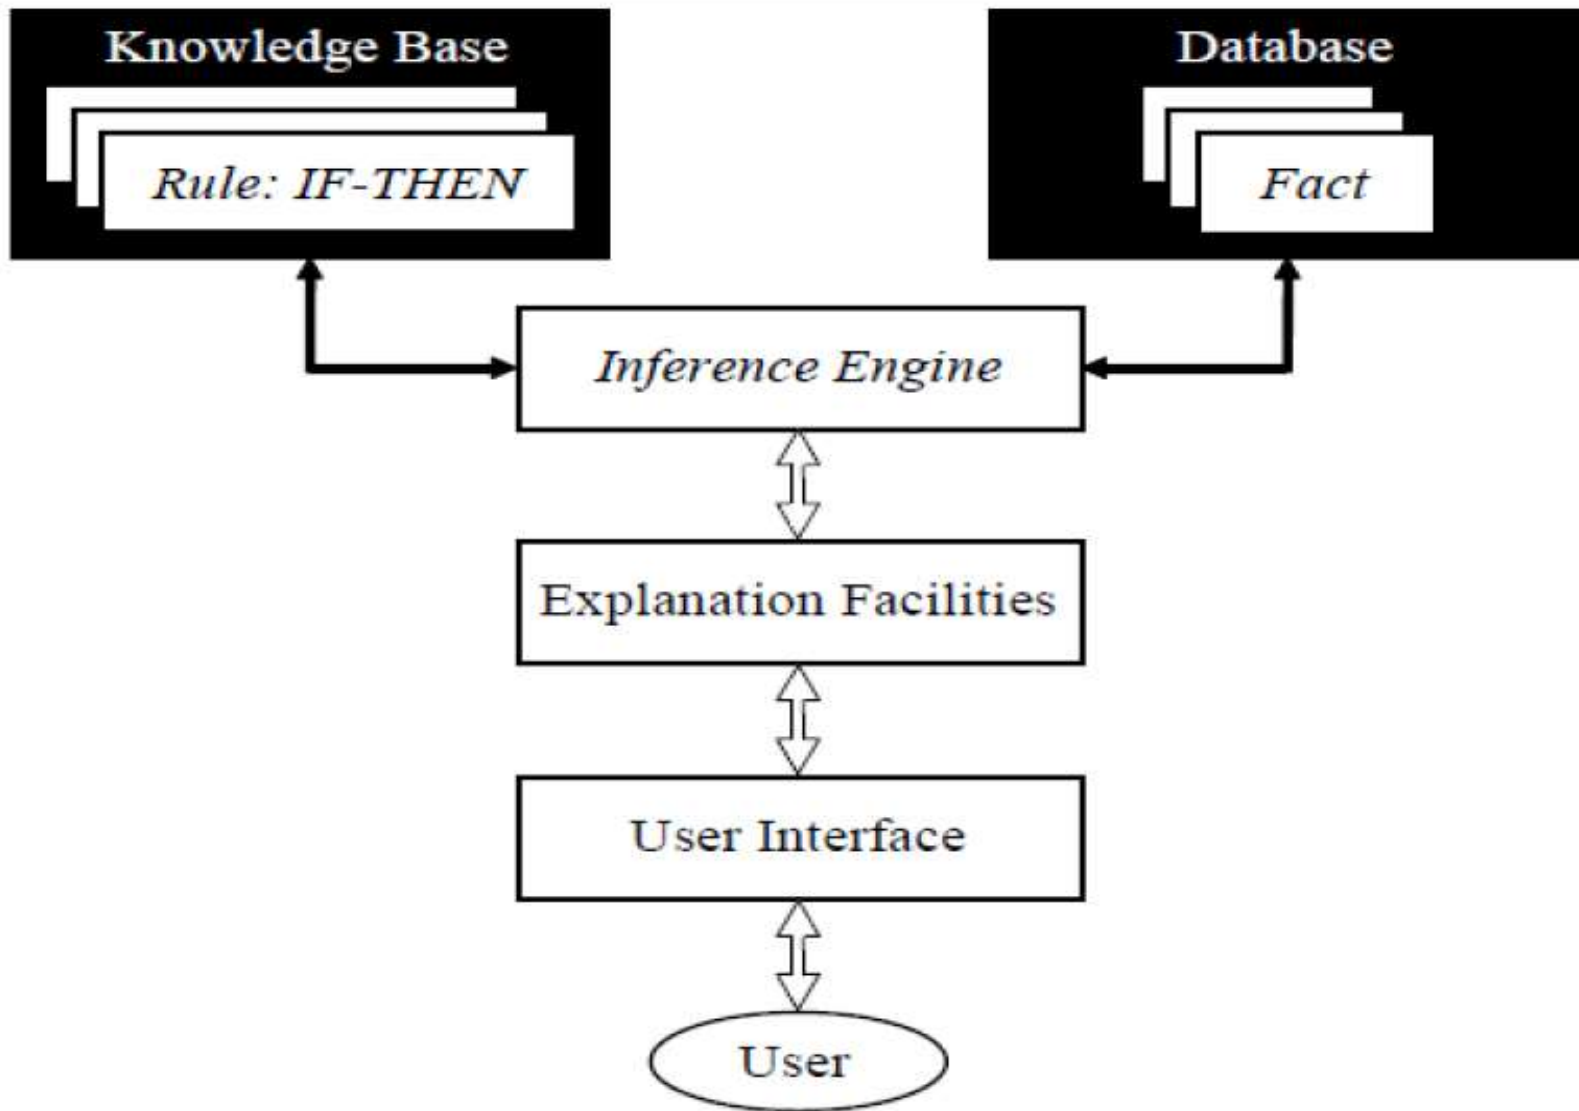 Knowledge Base
Rule: IF-THEN
Database
Fact
Inference Engine
Explanation Facilities
User Interface
User